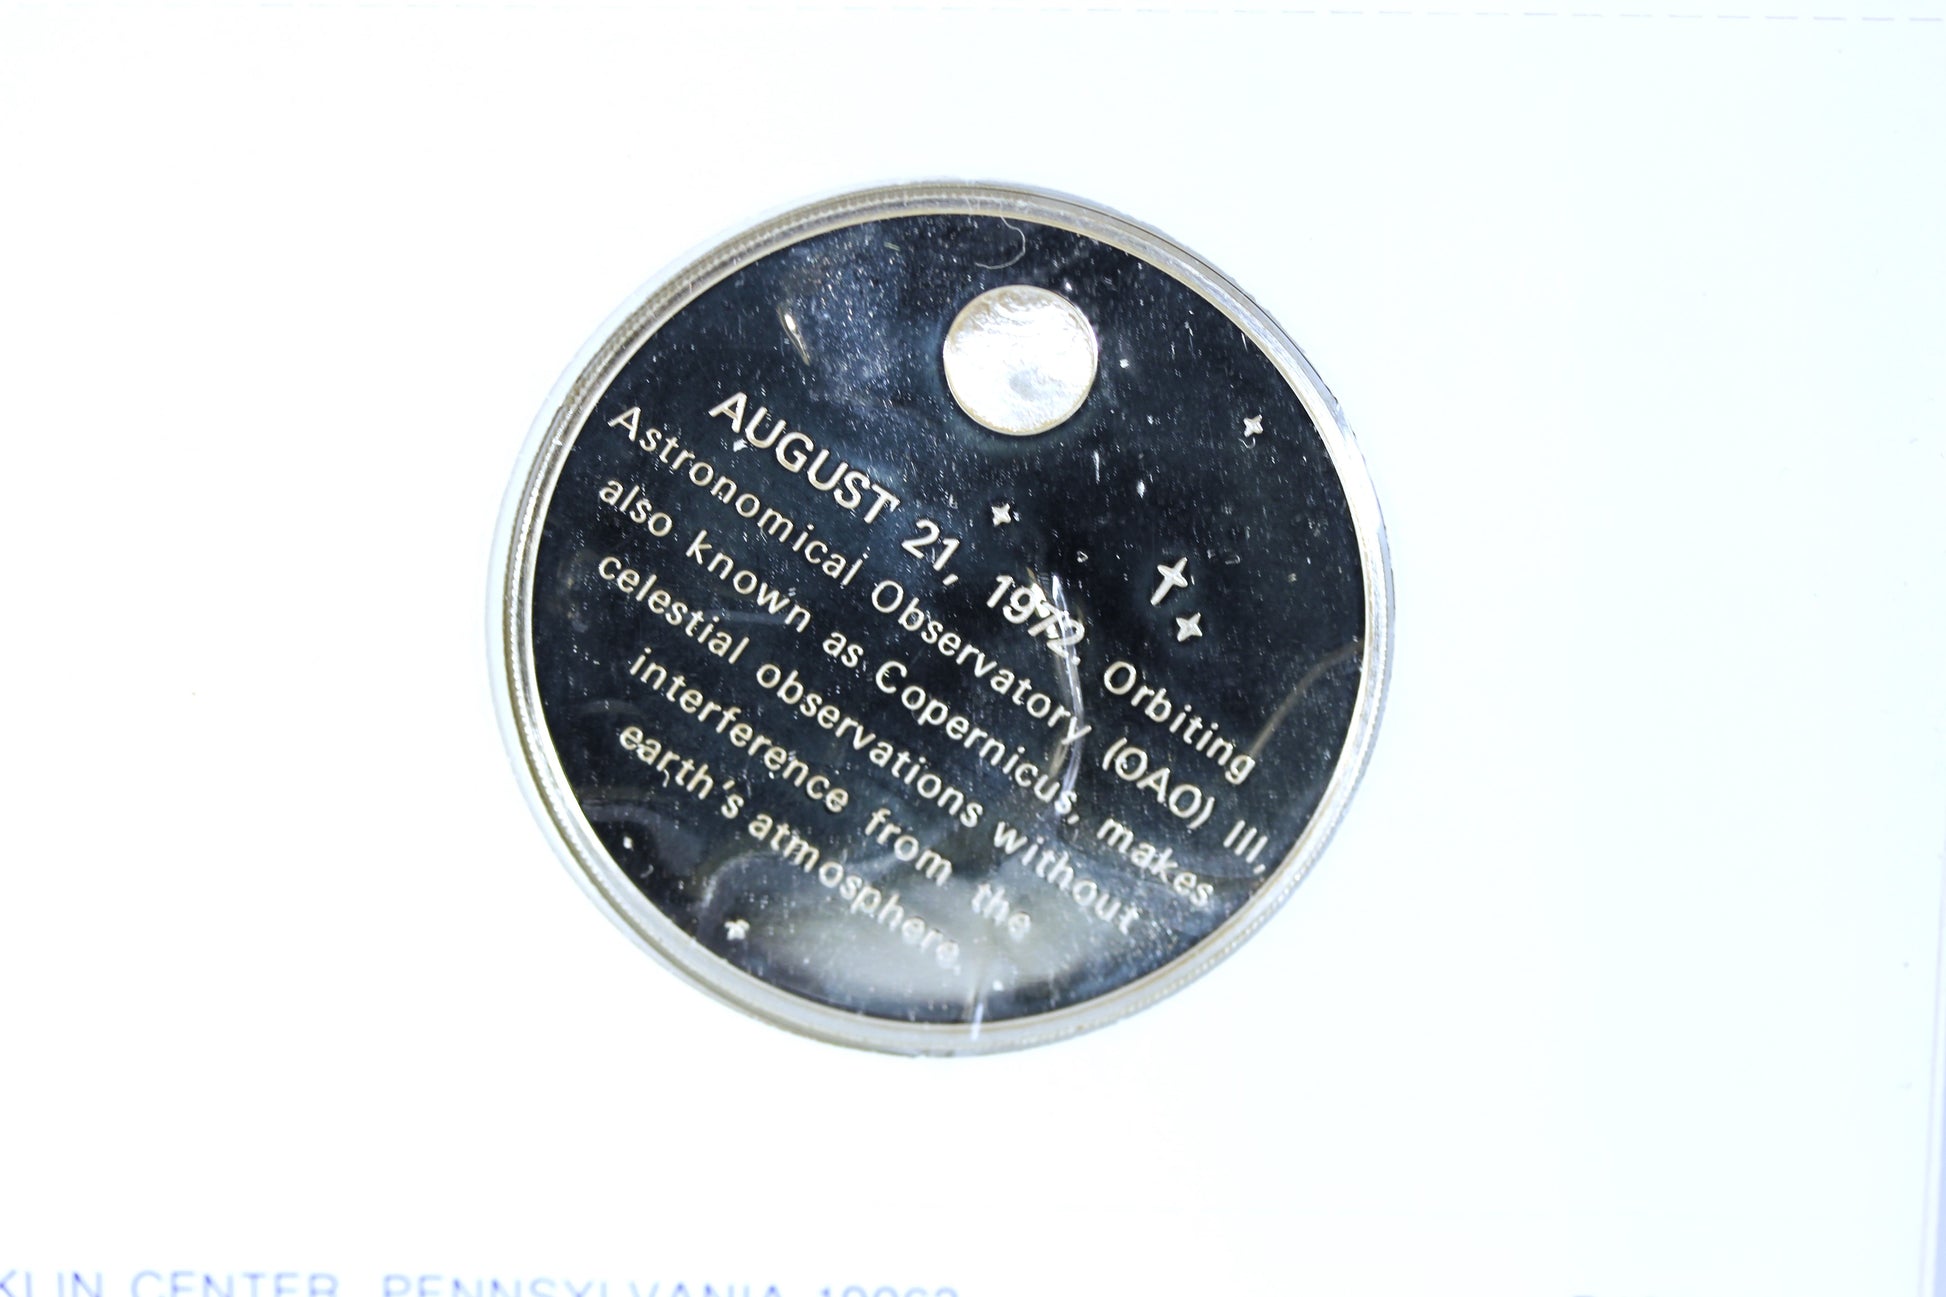 AUGUST 21, 1972. Orbiting
Astronomical Observatory (OAO) III,
also known as Copernicus, makes
celestial observations without
interference from the
earth's atmosphere.
KLIN CENTER, PENNSYLVANIA 19063